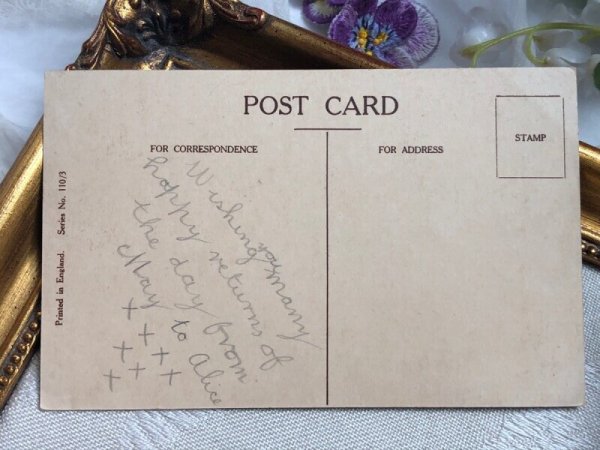 POST CARD
FOR CORRESPONDENCE
FOR ADDRESS
STAMP
Wishing you many
happy returns of
the day from
May to Alice
++++
++
+
Printed in England. Series No. 110/3